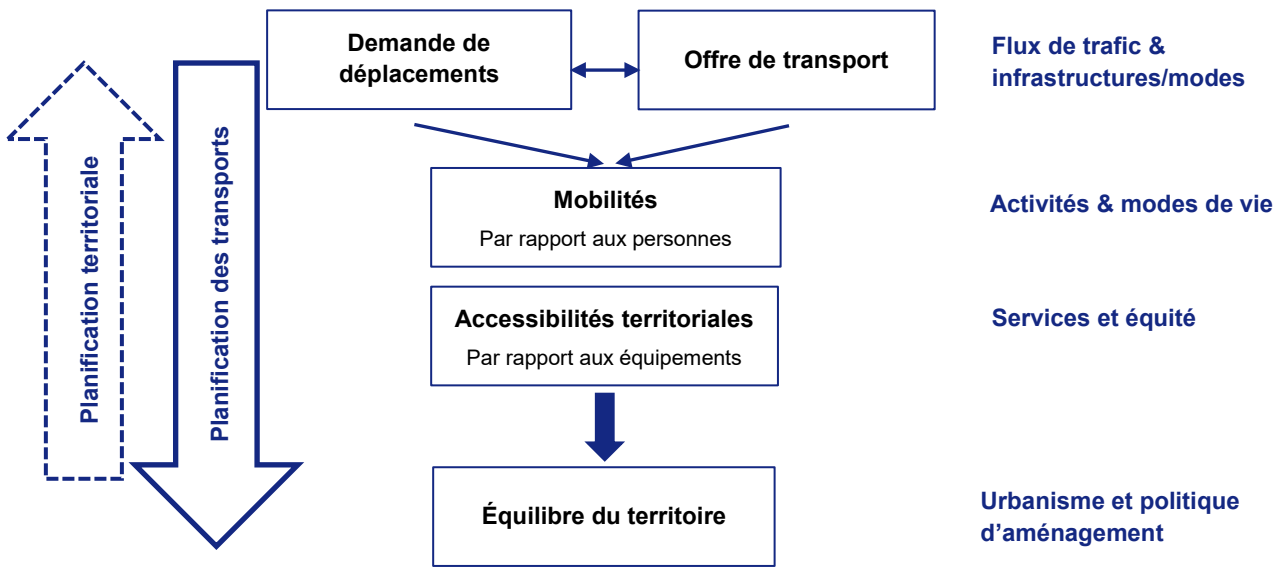 Demande de
déplacements
Offre de transport
Flux de trafic &
infrastructures/modes
Planification territoriale
Planification des transports
Mobilités
Par rapport aux personnes
Activités & modes de vie
Accessibilités territoriales
Par rapport aux équipements
Services et équité
Équilibre du territoire
Urbanisme et politique
d’aménagement